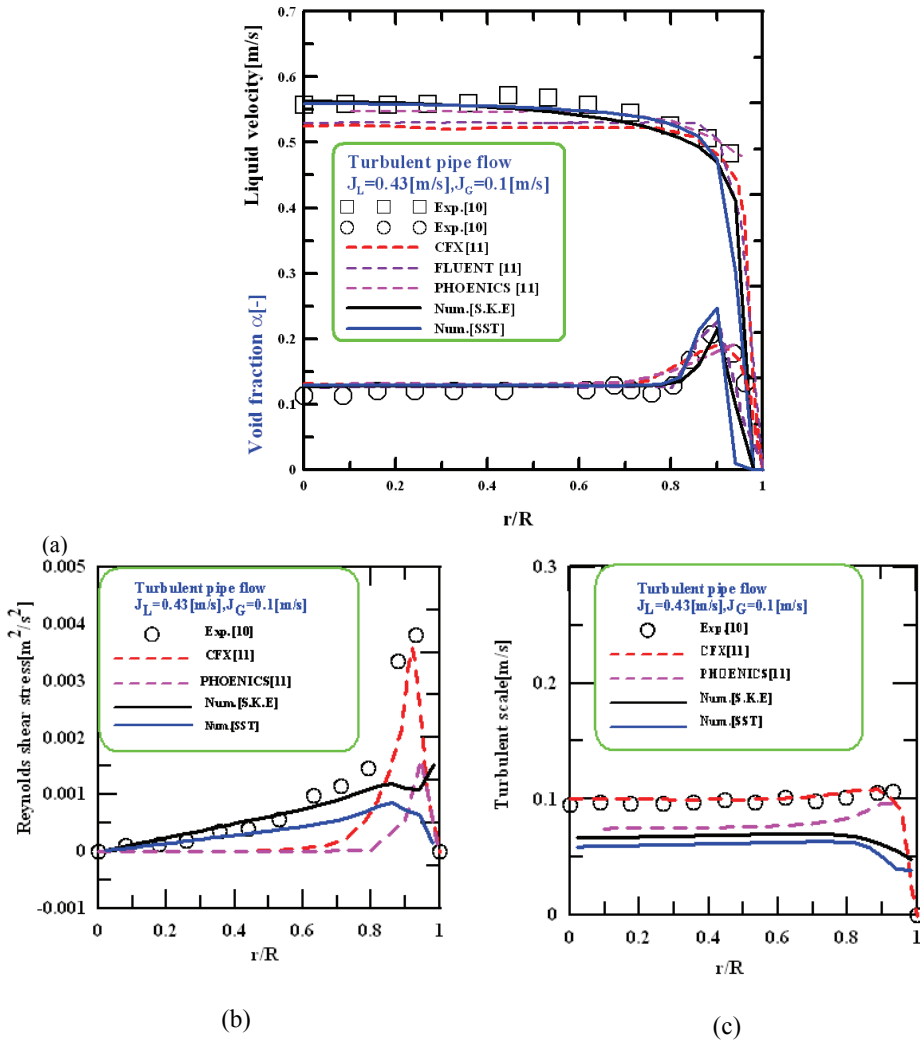 0.7
0.6
0.5
0.4
0.3
0.2
0.1
0
Liquid velocity[m/s]
Void fraction α[-]
Turbulent pipe flow
J_L=0.43[m/s],J_G=0.1[m/s]
Exp.[10]
Exp.[10]
CFX[11]
FLUENT [11]
PHOENICS [11]
Num.[S.K.E]
Num.[SST]
0 0.2 0.4 0.6 0.8 1
r/R
(a)
0.005
0.004
0.002
0.001
0
-0.001
Reynolds shear stress[m²/s²]
Turbulent pipe flow
J_L=0.43[m/s],J_G=0.1[m/s]
Exp.[10]
CFX[11]
PHOENICS[11]
Num.[S.K.E]
Num.[SST]
0 0.2 0.4 0.6 0.8 1
r/R
(b)
0.3
0.2
0.1
0
Turbulent scale[m/s]
Turbulent pipe flow
J_L=0.43[m/s],J_G=0.1[m/s]
Exp.[10]
CFX[11]
PH□ENICS[11]
Num.[S.K.E]
Num.[SST]
0 0.2 0.4 0.6 0.8 1
r/R
(c)